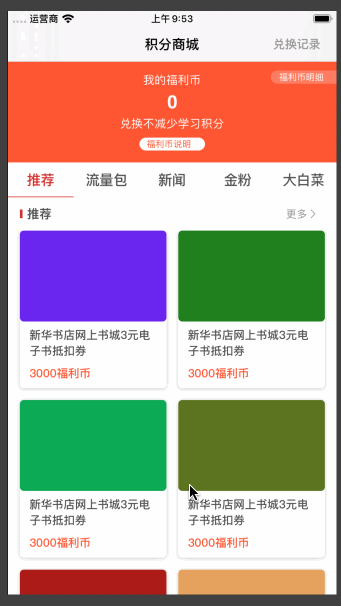 运营商
上午 9:53
积分商城
兑换记录
我的福利币
福利币明细
0
兑换不减少学习积分
福利币说明
推荐 流量包 新闻 金粉 大白菜
推荐
更多
新华书店网上书城3元电
子书抵扣券
3000福利币
新华书店网上书城3元电
子书抵扣券
3000福利币
新华书店网上书城3元电
子书抵扣券
3000福利币
新华书店网上书城3元电
子书抵扣券
3000福利币